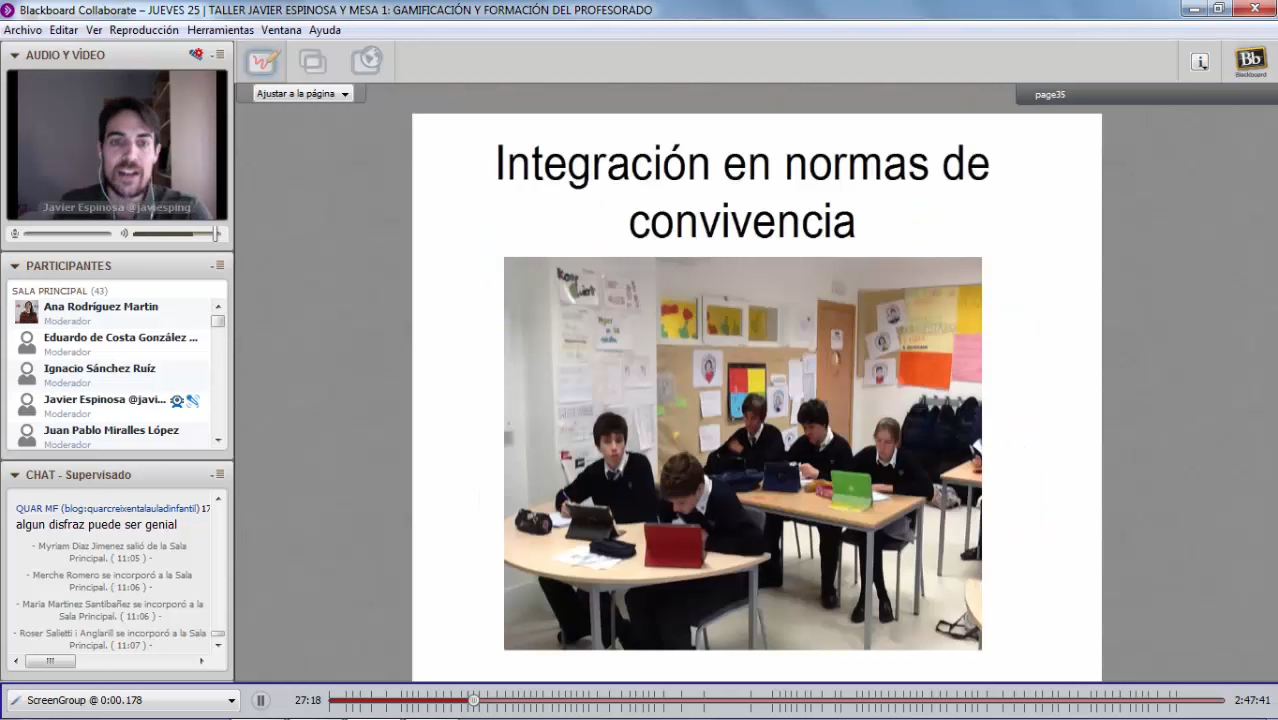 Blackboard Collaborate – JUEVES 25 | TALLER JAVIER ESPINOSA Y MESA 1: GAMIFICACIÓN Y FORMACIÓN DEL PROFESORADO
Archivo Editar Ver Reproducción Herramientas Ventana Ayuda
AUDIO Y VÍDEO
Javier Espinosa @javiesping
PARTICIPANTES
SALA PRINCIPAL (43)
Ana Rodríguez Martin
Moderador
Eduardo de Costa González ...
Moderador
Ignacio Sánchez Ruíz
Moderador
Javier Espinosa @javi...
Moderador
Juan Pablo Miralles López
Moderador
CHAT - Supervisado
QUAR MF (blog:quarcreixentalauladinfantil) 17
algun disfraz puede ser genial
- Myriam Diaz Jimenez salió de la Sala
Principal. ( 11:05 ) -
- Merche Romero se incorporó a la Sala
Principal. ( 11:06 ) -
- Maria Martinez Santibañez se incorporó a la
Sala Principal. ( 11:06 ) -
- Roser Salietti i Anglarill se incorporó a la Sala
Principal. ( 11:07 ) -
Ajustar a la página
page35
Bb
Blackboard
Integración en normas de
convivencia
ScreenGroup @ 0:00.178
27:18
2:47:41